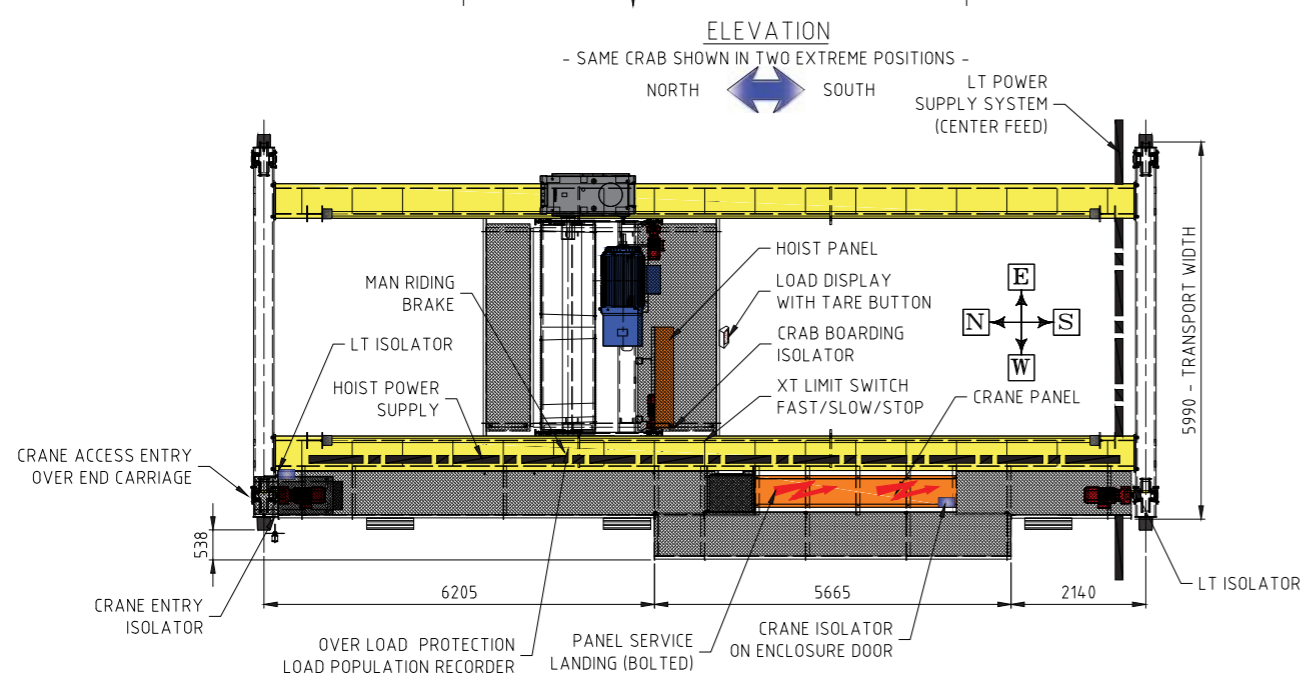 ELEVATION
- SAME CRAB SHOWN IN TWO EXTREME POSITIONS -
NORTH
SOUTH
LT POWER
SUPPLY SYSTEM
(CENTER FEED)
HOIST PANEL
MAN RIDING
BRAKE
LOAD DISPLAY
WITH TARE BUTTON
E
N
S
W
LT ISOLATOR
CRAB BOARDING
ISOLATOR
HOIST POWER
SUPPLY
XT LIMIT SWITCH
FAST/SLOW/STOP
CRANE PANEL
5990 - TRANSPORT WIDTH
CRANE ACCESS ENTRY
OVER END CARRIAGE
538
6205
5665
2140
LT ISOLATOR
CRANE ENTRY
ISOLATOR
OVER LOAD PROTECTION
LOAD POPULATION RECORDER
PANEL SERVICE
LANDING (BOLTED)
CRANE ISOLATOR
ON ENCLOSURE DOOR